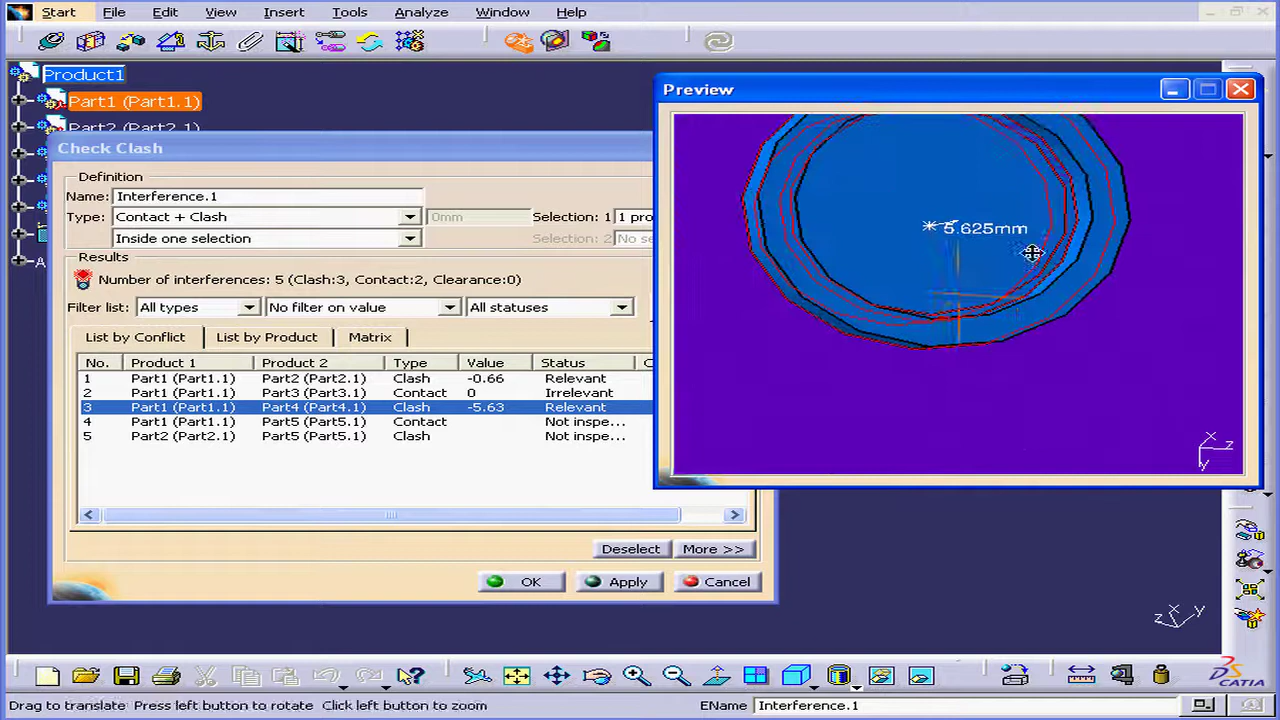 Start File Edit View Insert Tools Analyze Window Help
Product1
Part1 (Part1.1)
Part2 (Part2.1)
A
Check Clash
Definition
Name: Interference.1
Type: Contact + Clash 0mm Selection: 1 1 pro
Inside one selection Selection: 2 No se
Results
Number of interferences: 5 (Clash:3, Contact:2, Clearance:0)
Filter list: All types No filter on value All statuses
List by Conflict List by Product Matrix
No. Product 1 Product 2 Type Value Status C
1 Part1 (Part1.1) Part2 (Part2.1) Clash -0.66 Relevant
2 Part1 (Part1.1) Part3 (Part3.1) Contact 0 Irrelevant
3 Part1 (Part1.1) Part4 (Part4.1) Clash -5.63 Relevant
4 Part1 (Part1.1) Part5 (Part5.1) Contact Not inspe...
5 Part2 (Part2.1) Part5 (Part5.1) Clash Not inspe...
Deselect More >>
OK Apply Cancel
Preview
5.625mm
x z
y
z x y
CATIA
Drag to translate Press left button to rotate Click left button to zoom EName Interference.1